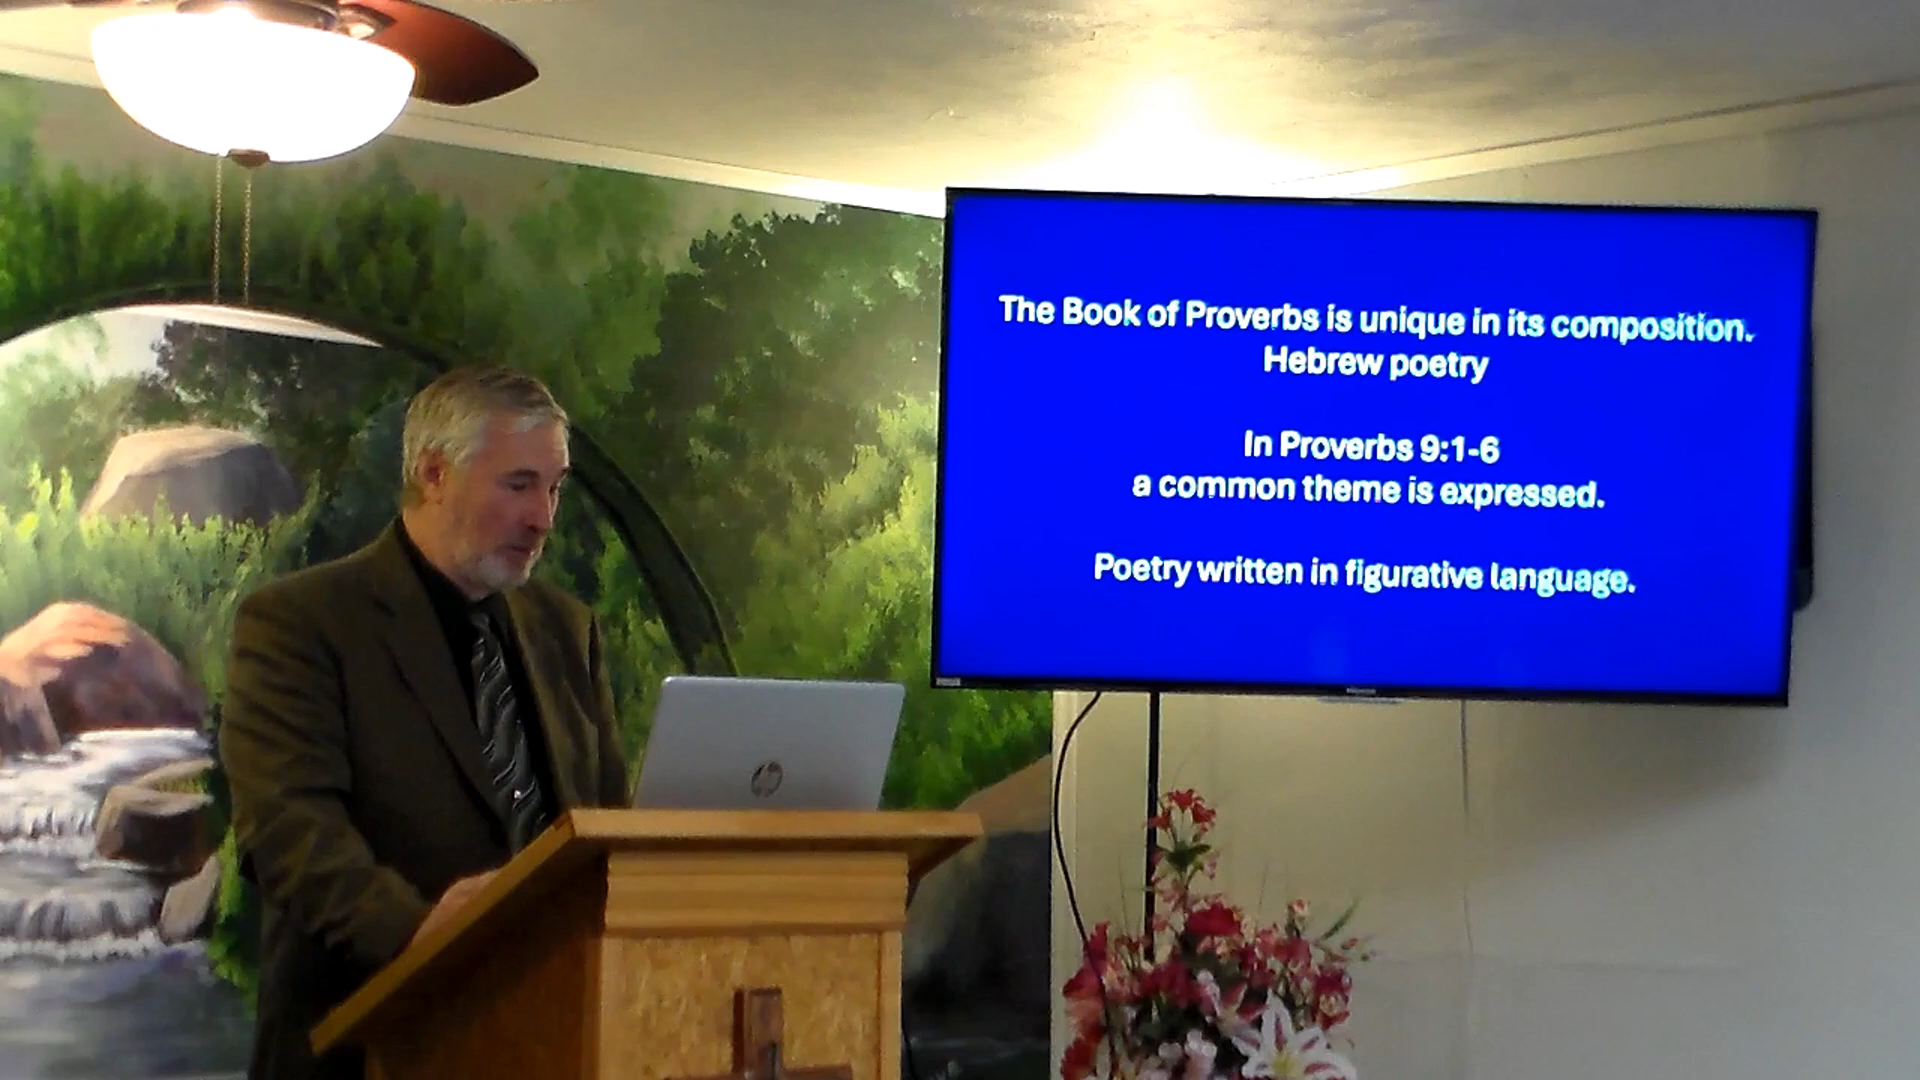 The Book of Proverbs is unique in its composition.
Hebrew poetry
In Proverbs 9:1-6
a common theme is expressed.
Poetry written in figurative language.
hp